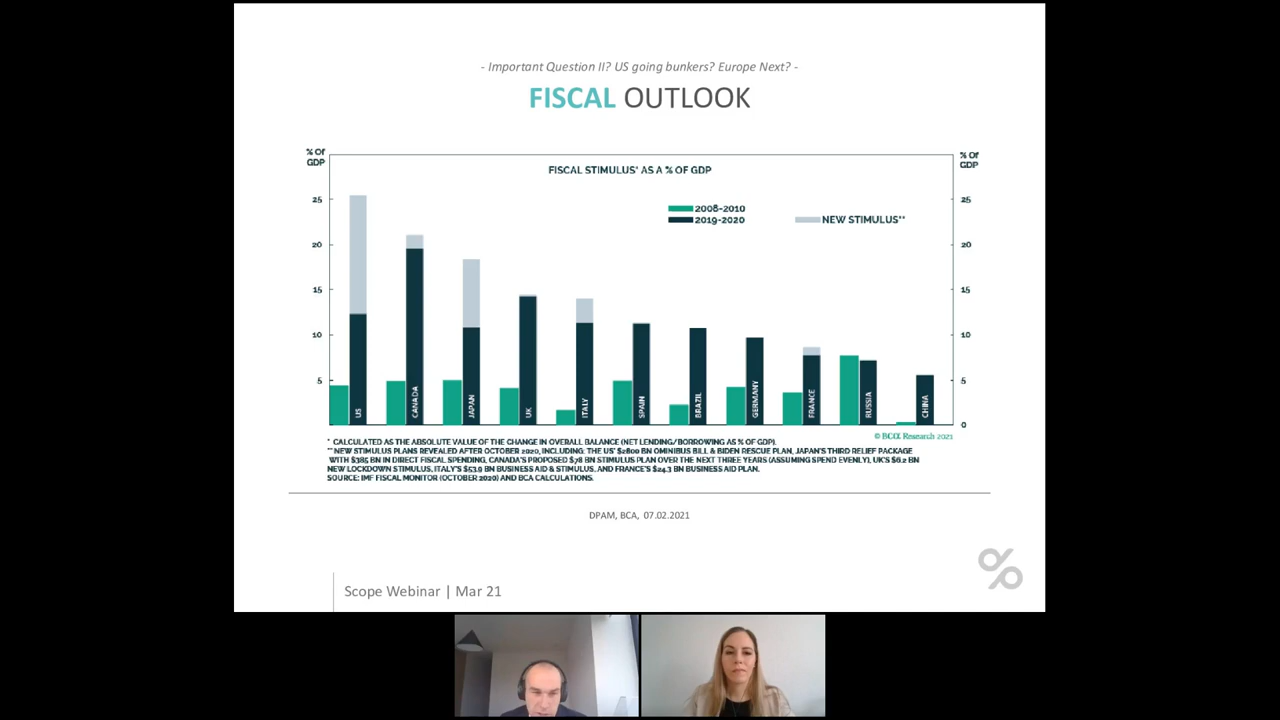 - Important Question II? US going bunkers? Europe Next? -
FISCAL OUTLOOK
% OF GDP
% OF GDP
FISCAL STIMULUS* AS A % OF GDP
2008-2010
2019-2020
NEW STIMULUS**
25
25
20
20
15
15
10
10
5
5
0
US
CANADA
JAPAN
UK
ITALY
SPAIN
BRAZIL
GERMANY
FRANCE
RUSSIA
CHINA
© BCA Research 2021
* CALCULATED AS THE ABSOLUTE VALUE OF THE CHANGE IN OVERALL BALANCE (NET LENDING/BORROWING AS % OF GDP).
** NEW STIMULUS PLANS REVEALED AFTER OCTOBER 2020, INCLUDING: THE US' $2800 BN OMINIBUS BILL & BIDEN RESCUE PLAN, JAPAN'S THIRD RELIEF PACKAGE
WITH $385 BN IN DIRECT FISCAL SPENDING, CANADA'S PROPOSED $78 BN STIMULUS PLAN OVER THE NEXT THREE YEARS (ASSUMING SPEND EVENLY), UK'S $6.2 BN
NEW LOCKDOWN STIMULUS, ITALY'S $53.9 BN BUSINESS AID & STIMULUS, AND FRANCE'S $24.3 BN BUSINESS AID PLAN.
SOURCE: IMF FISCAL MONITOR (OCTOBER 2020) AND BCA CALCULATIONS.
DPAM, BCA, 07.02.2021
Scope Webinar | Mar 21
%